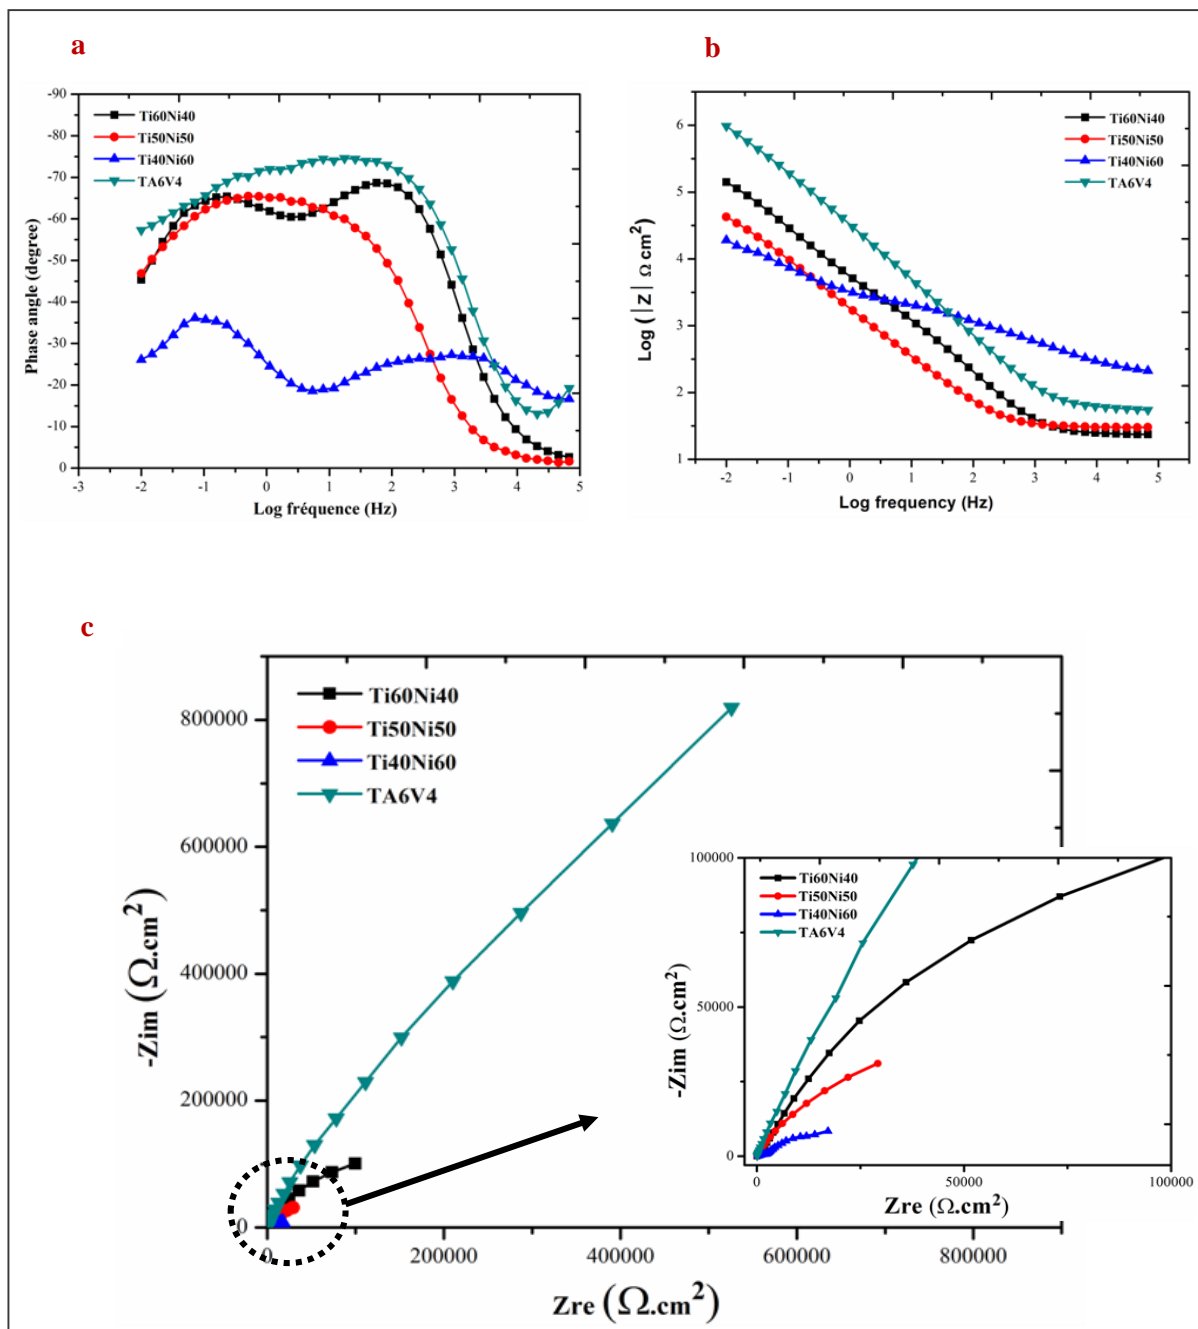 a
-90
-80
-70
-60
-50
-40
-30
-20
-10
0
Phase angle (degree)
Ti60Ni40
Ti50Ni50
Ti40Ni60
TA6V4
-3 -2 -1 0 1 2 3 4 5
Log fréquence (Hz)
b
6
5
4
3
2
1
Log (|Z| Ω cm²)
Ti60Ni40
Ti50Ni50
Ti40Ni60
TA6V4
-2 -1 0 1 2 3 4 5
Log frequency (Hz)
c
800000
600000
400000
200000
0
-Zim (Ω.cm²)
Ti60Ni40
Ti50Ni50
Ti40Ni60
TA6V4
0 200000 400000 600000 800000
Zre (Ω.cm²)
100000
50000
0
-Zim (Ω.cm²)
Ti60Ni40
Ti50Ni50
Ti40Ni60
TA6V4
0 50000 100000
Zre (Ω.cm²)